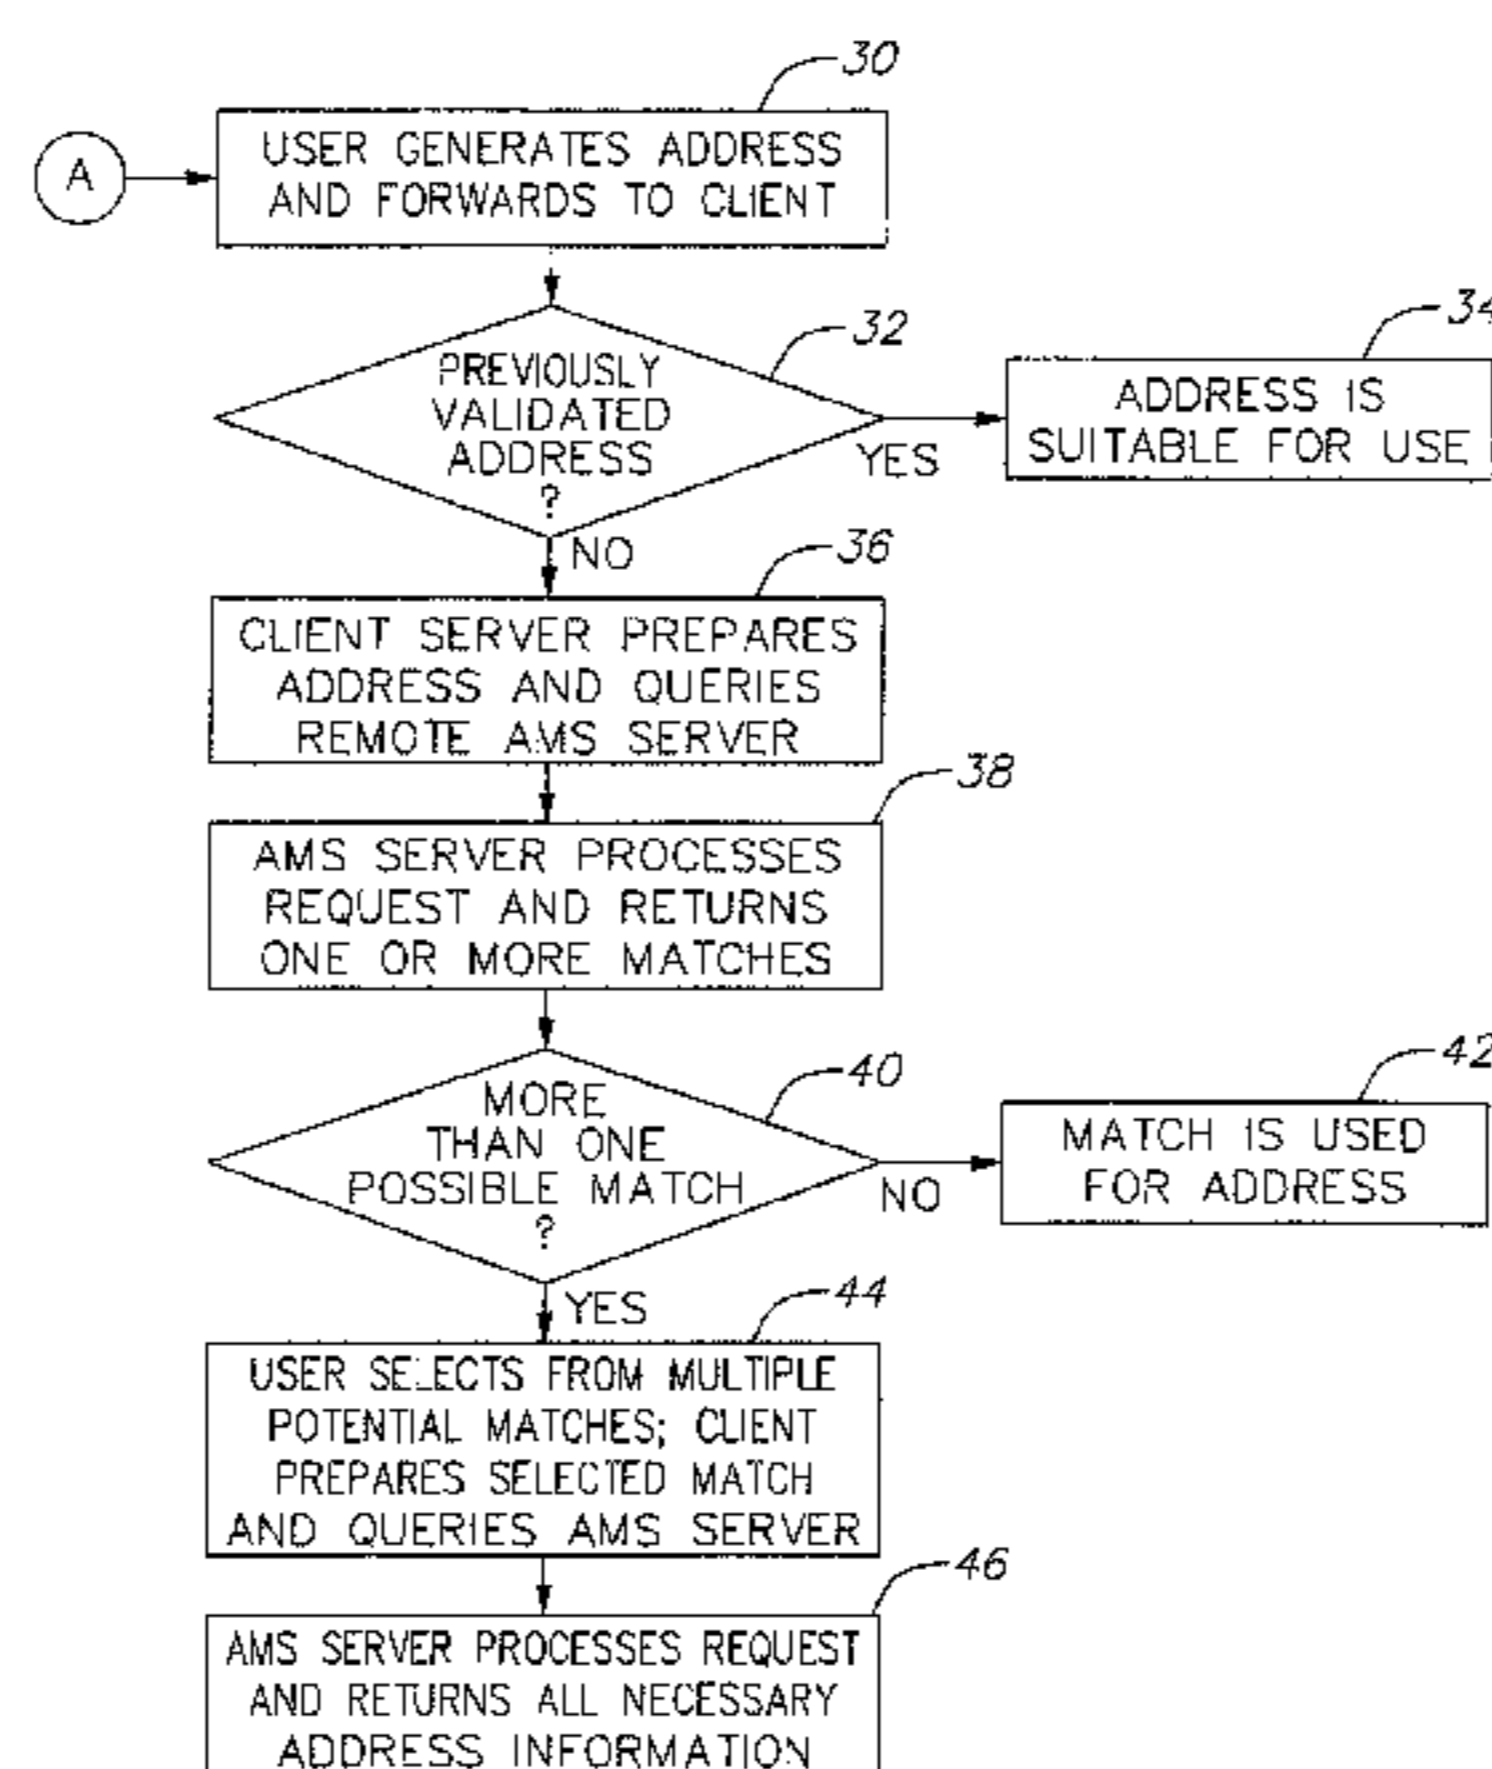 30
A
USER GENERATES ADDRESS
AND FORWARDS TO CLIENT
32
PREVIOUSLY
VALIDATED
ADDRESS
?
YES
34
ADDRESS IS
SUITABLE FOR USE
NO
36
CLIENT SERVER PREPARES
ADDRESS AND QUERIES
REMOTE AMS SERVER
38
AMS SERVER PROCESSES
REQUEST AND RETURNS
ONE OR MORE MATCHES
40
MORE
THAN ONE
POSSIBLE MATCH
?
NO
42
MATCH IS USED
FOR ADDRESS
YES
44
USER SELECTS FROM MULTIPLE
POTENTIAL MATCHES; CLIENT
PREPARES SELECTED MATCH
AND QUERIES AMS SERVER
46
AMS SERVER PROCESSES REQUEST
AND RETURNS ALL NECESSARY
ADDRESS INFORMATION